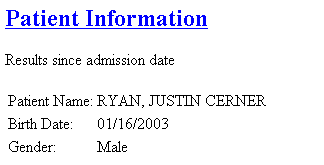 Patient Information
Results since admission date
Patient Name: RYAN, JUSTIN CERNER
Birth Date: 01/16/2003
Gender: Male